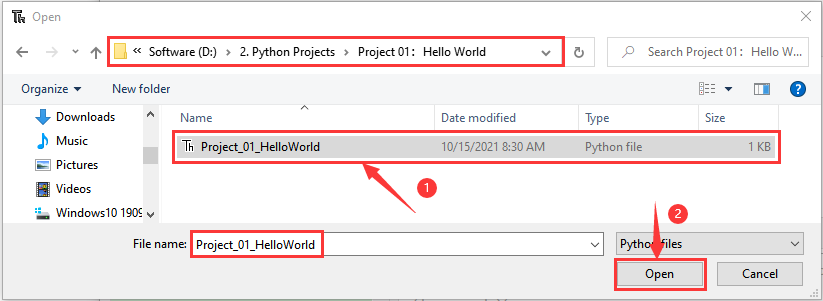 Open
Software (D:) 2. Python Projects Project 01：Hello World
Search Project 01：Hello W...
Organize New folder
Downloads
Music
Pictures
Videos
Windows10 1909
Name Date modified Type Size
Project_01_HelloWorld 10/15/2021 8:30 AM Python file 1 KB
1
2
File name: Project_01_HelloWorld Python files
Open Cancel